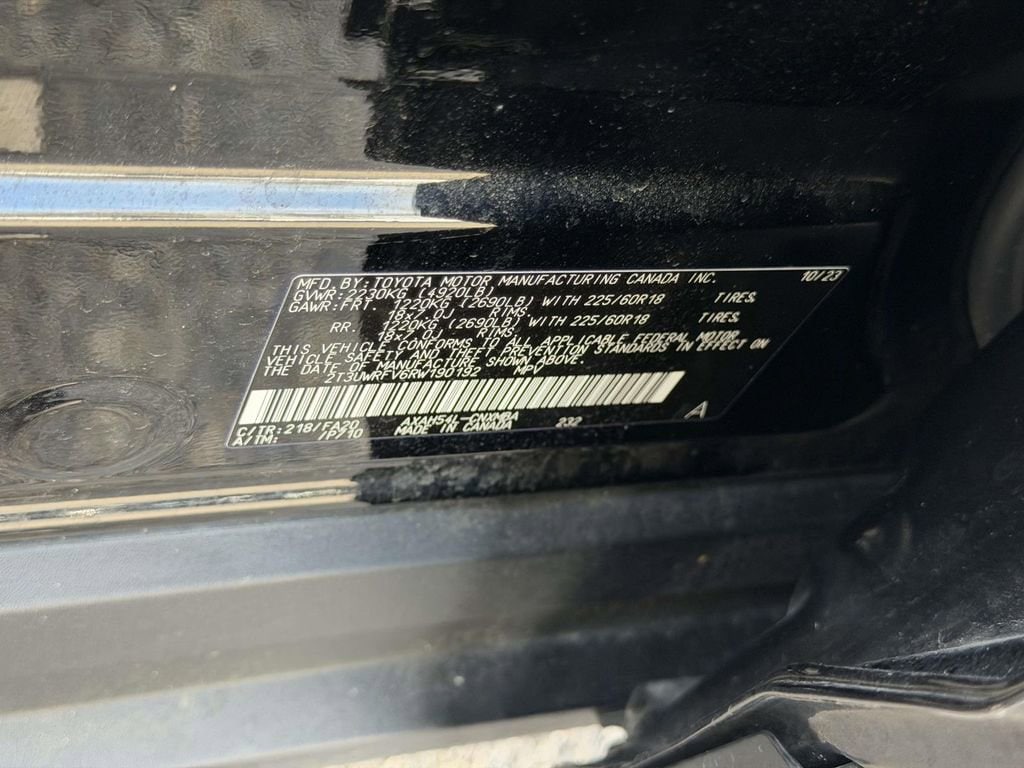 MFD. BY: TOYOTA MOTOR MANUFACTURING CANADA INC. 10/23
GVWR: 2230KG (4920LB)
GAWR: FRT. 1220KG (2690LB) WITH 225/60R18 TIRES,
18x7.0J RIMS,
RR. 1220KG (2690LB) WITH 225/60R18 TIRES,
18x7.0J RIMS,
THIS VEHICLE CONFORMS TO ALL APPLICABLE FEDERAL MOTOR
VEHICLE SAFETY AND THEFT PREVENTION STANDARDS IN EFFECT ON
THE DATE OF MANUFACTURE SHOWN ABOVE.
2T3UWRFV6RW190192 MPV
C/TR: 218/FA20 AXAH54L-CNXMBA 232 A
A/TM: /P/10 MADE IN CANADA